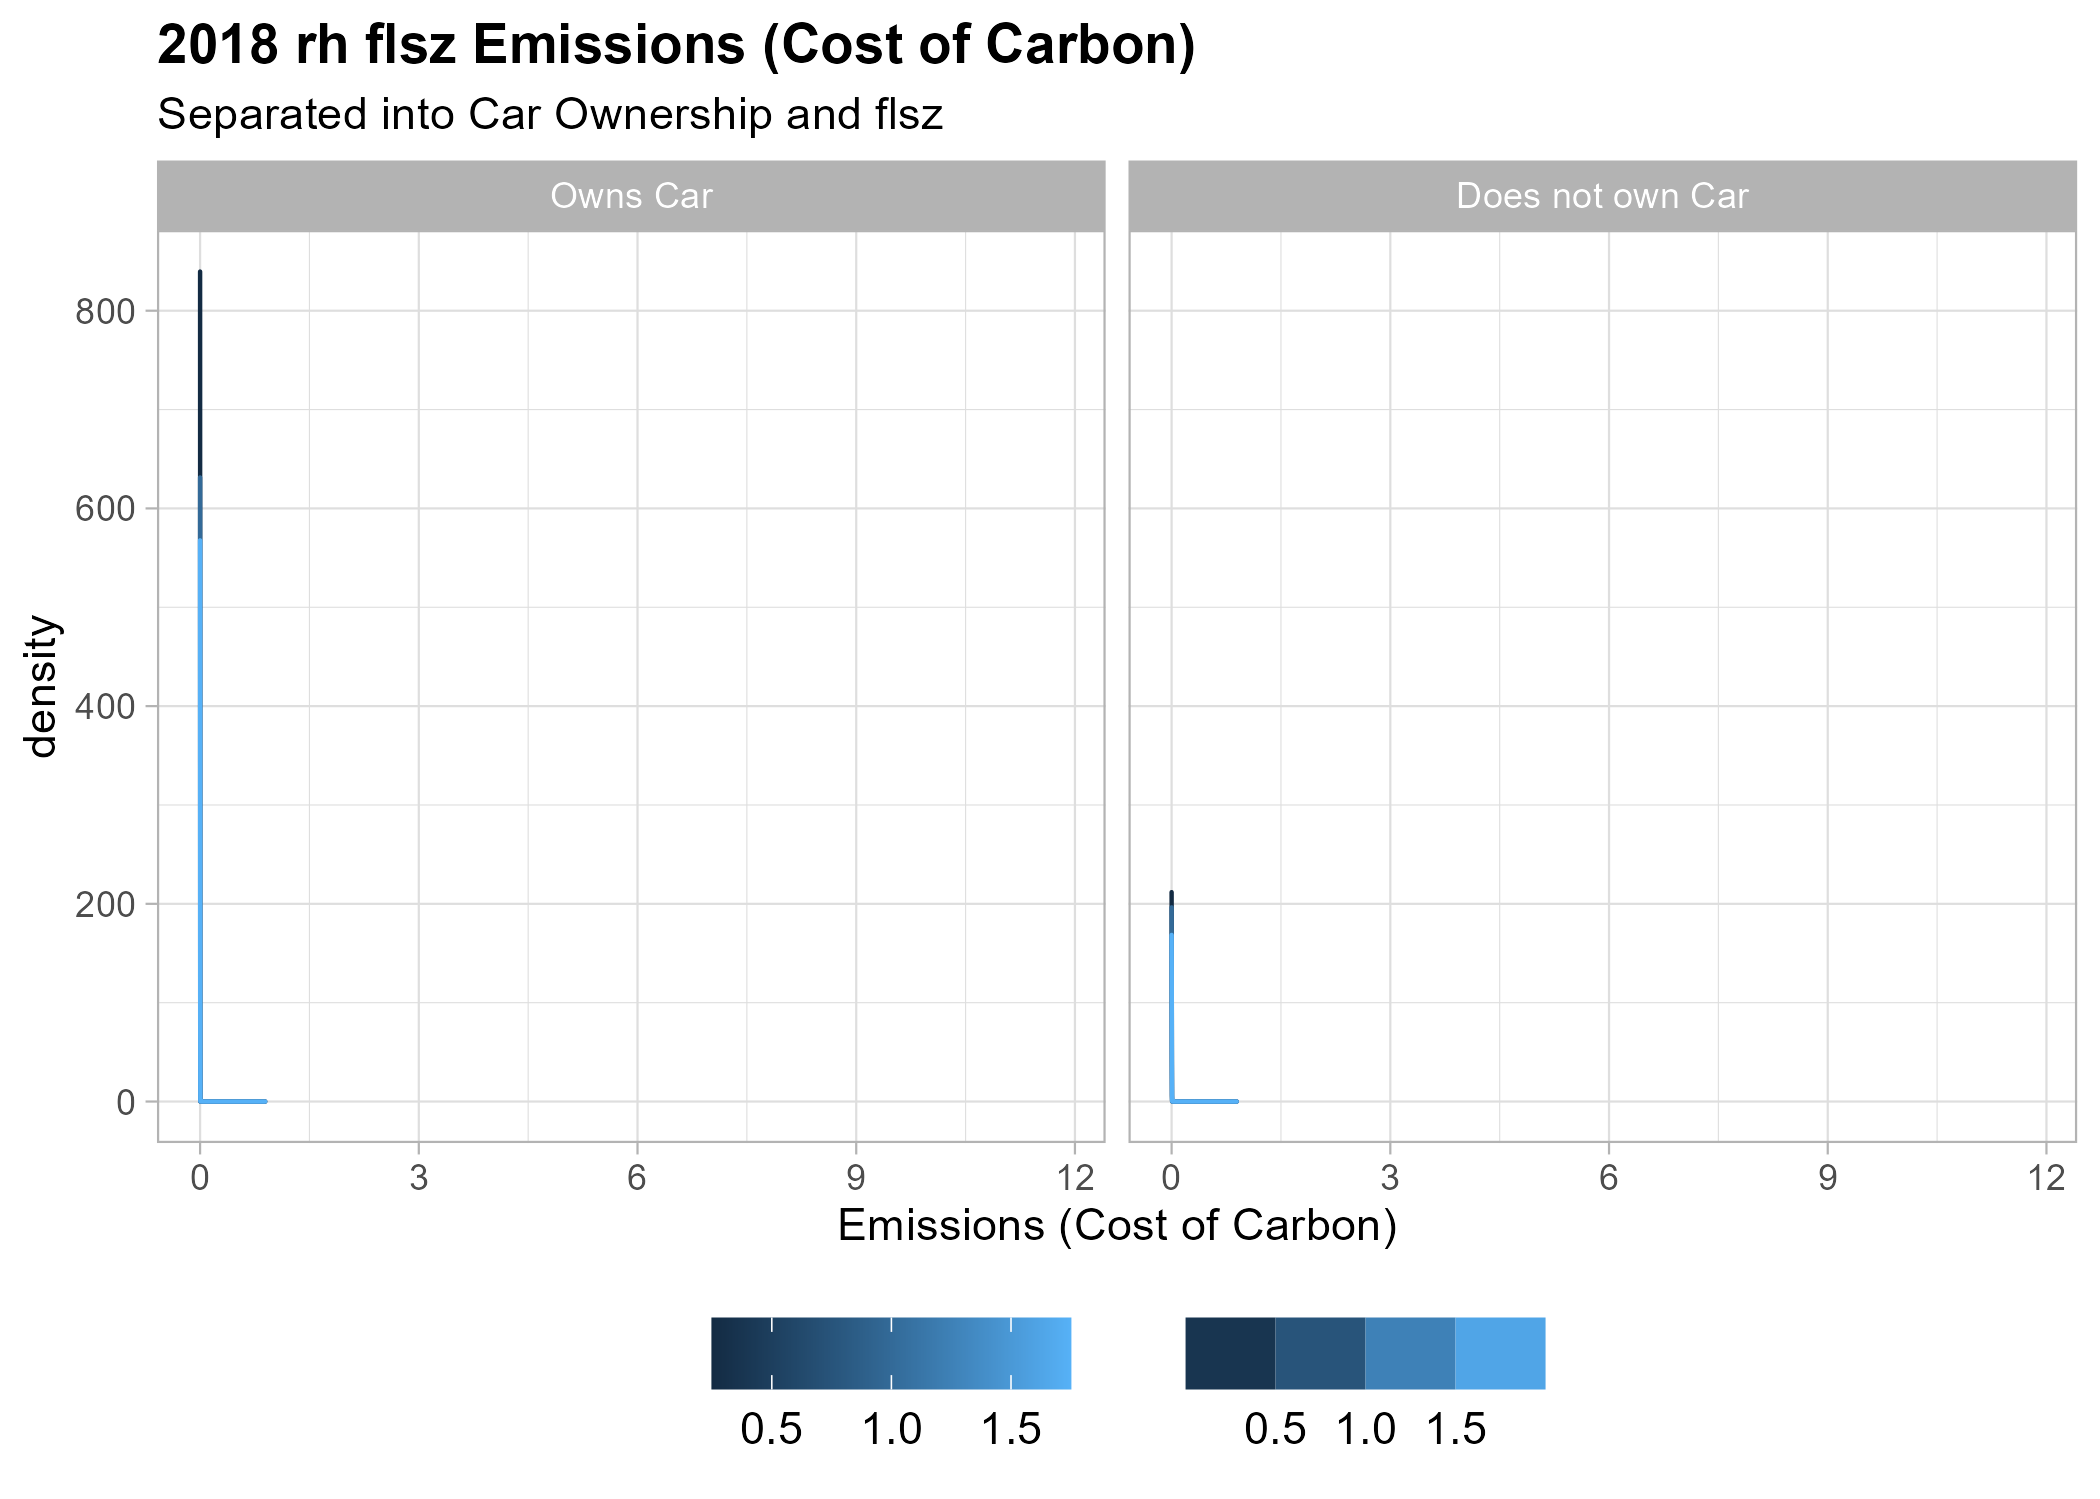 2018 rh flsz Emissions (Cost of Carbon)
Separated into Car Ownership and flsz
Owns Car
Does not own Car
density
800
600
400
200
0
0 3 6 9 12
0 3 6 9 12
Emissions (Cost of Carbon)
0.5 1.0 1.5
0.5 1.0 1.5